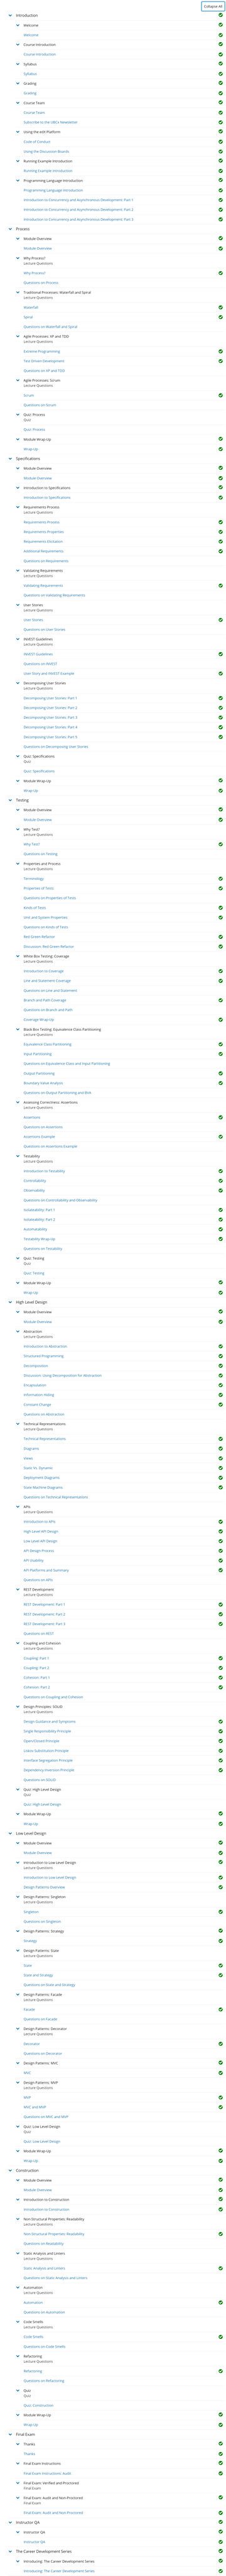 Collapse All
Introduction
Welcome
Welcome
Course Introduction
Course Introduction
Syllabus
Syllabus
Grading
Grading
Course Team
Course Team
Subscribe to the UBCx Newsletter
Using the edX Platform
Code of Conduct
Using the Discussion Boards
Running Example Introduction
Running Example Introduction
Programming Language Introduction
Programming Language Introduction
Introduction to Concurrency and Asynchronous Development: Part 1
Introduction to Concurrency and Asynchronous Development: Part 2
Introduction to Concurrency and Asynchronous Development: Part 3
Process
Module Overview
Module Overview
Why Process?
Lecture Questions
Why Process?
Questions on Process
Traditional Processes: Waterfall and Spiral
Lecture Questions
Waterfall
Spiral
Questions on Waterfall and Spiral
Agile Processes: XP and TDD
Lecture Questions
Extreme Programming
Test Driven Development
Questions on XP and TDD
Agile Processes: Scrum
Lecture Questions
Scrum
Questions on Scrum
Quiz: Process
Quiz
Quiz: Process
Module Wrap-Up
Wrap-Up
Specifications
Module Overview
Module Overview
Introduction to Specifications
Introduction to Specifications
Requirements Process
Lecture Questions
Requirements Process
Requirements Properties
Requirements Elicitation
Additional Requirements
Questions on Requirements
Validating Requirements
Lecture Questions
Validating Requirements
Questions on Validating Requirements
User Stories
Lecture Questions
User Stories
Questions on User Stories
INVEST Guidelines
Lecture Questions
INVEST Guidelines
Questions on INVEST
User Story and INVEST Example
Decomposing User Stories
Lecture Questions
Decomposing User Stories: Part 1
Decomposing User Stories: Part 2
Decomposing User Stories: Part 3
Decomposing User Stories: Part 4
Decomposing User Stories: Part 5
Questions on Decomposing User Stories
Quiz: Specifications
Quiz
Quiz: Specifications
Module Wrap-Up
Wrap-Up
Testing
Module Overview
Module Overview
Why Test?
Lecture Questions
Why Test?
Questions on Testing
Properties and Process
Lecture Questions
Terminology
Properties of Tests
Questions on Properties of Tests
Kinds of Tests
Unit and System Properties
Questions on Kinds of Tests
Red Green Refactor
Discussion: Red Green Refactor
White Box Testing: Coverage
Lecture Questions
Introduction to Coverage
Line and Statement Coverage
Questions on Line and Statement
Branch and Path Coverage
Questions on Branch and Path
Coverage Wrap-Up
Black Box Testing: Equivalence Class Partitioning
Lecture Questions
Equivalence Class Partitioning
Input Partitioning
Questions on Equivalence Class and Input Partitioning
Output Partitioning
Boundary Value Analysis
Questions on Output Partitioning and BVA
Assessing Correctness: Assertions
Lecture Questions
Assertions
Questions on Assertions
Assertions Example
Questions on Assertions Example
Testability
Lecture Questions
Introduction to Testability
Controllability
Observability
Questions on Controllability and Observability
Isolateability: Part 1
Isolateability: Part 2
Automatability
Testability Wrap-Up
Questions on Testability
Quiz: Testing
Quiz
Quiz: Testing
Module Wrap-Up
Wrap-Up
High Level Design
Module Overview
Module Overview
Abstraction
Lecture Questions
Introduction to Abstraction
Structured Programming
Decomposition
Discussion: Using Decomposition for Abstraction
Encapsulation
Information Hiding
Constant Change
Questions on Abstraction
Technical Representations
Lecture Questions
Technical Representations
Diagrams
Views
Static Vs. Dynamic
Deployment Diagrams
State Machine Diagrams
Questions on Technical Representations
APIs
Lecture Questions
Introduction to APIs
High Level API Design
Low Level API Design
API Design Process
API Usability
API Platforms and Summary
Questions on APIs
REST Development
Lecture Questions
REST Development: Part 1
REST Development: Part 2
REST Development: Part 3
Questions on REST
Coupling and Cohesion
Lecture Questions
Coupling: Part 1
Coupling: Part 2
Cohesion: Part 1
Cohesion: Part 2
Questions on Coupling and Cohesion
Design Principles: SOLID
Lecture Questions
Design Guidance and Symptoms
Single Responsibility Principle
Open/Closed Principle
Liskov Substitution Principle
Interface Segregation Principle
Dependency Inversion Principle
Questions on SOLID
Quiz: High Level Design
Quiz
Quiz: High Level Design
Module Wrap-Up
Wrap-Up
Low Level Design
Module Overview
Module Overview
Introduction to Low Level Design
Lecture Questions
Introduction to Low Level Design
Design Patterns Overview
Design Patterns: Singleton
Lecture Questions
Singleton
Questions on Singleton
Design Patterns: Strategy
Strategy
Design Patterns: State
Lecture Questions
State
State and Strategy
Questions on State and Strategy
Design Patterns: Facade
Lecture Questions
Facade
Questions on Facade
Design Patterns: Decorator
Lecture Questions
Decorator
Questions on Decorator
Design Patterns: MVC
MVC
Design Patterns: MVP
Lecture Questions
MVP
MVC and MVP
Questions on MVC and MVP
Quiz: Low Level Design
Quiz
Quiz: Low Level Design
Module Wrap-Up
Wrap-Up
Construction
Module Overview
Module Overview
Introduction to Construction
Introduction to Construction
Non-Structural Properties: Readability
Lecture Questions
Non-Structural Properties: Readability
Questions on Readability
Static Analysis and Linters
Lecture Questions
Static Analysis and Linters
Questions on Static Analysis and Linters
Automation
Lecture Questions
Automation
Questions on Automation
Code Smells
Lecture Questions
Code Smells
Questions on Code Smells
Refactoring
Lecture Questions
Refactoring
Questions on Refactoring
Quiz
Quiz
Quiz: Construction
Module Wrap-Up
Wrap-Up
Final Exam
Thanks
Thanks
Final Exam Instructions
Final Exam Instructions: Audit
Final Exam: Verified and Proctored
Final Exam
Final Exam: Audit and Non-Proctored
Final Exam
Final Exam: Audit and Non-Proctored
Instructor QA
Instructor QA
Instructor QA
The Career Development Series
Introducing: The Career Development Series
Introducing: The Career Development Series